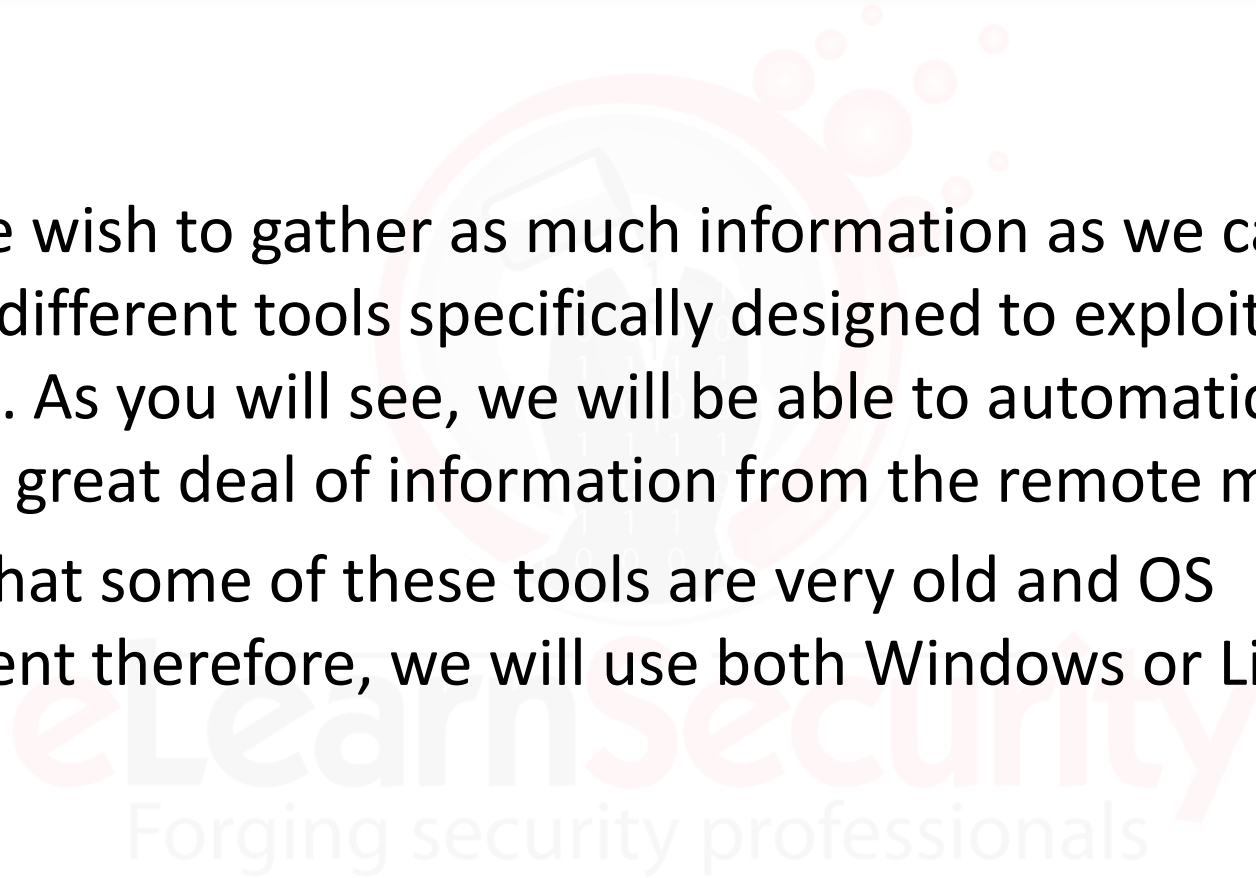 e wish to gather as much information as we ca
different tools specifically designed to exploit
. As you will see, we will be able to automatic
great deal of information from the remote m
hat some of these tools are very old and OS
ent therefore, we will use both Windows or Li
eLearnSecurity
Forging security professionals